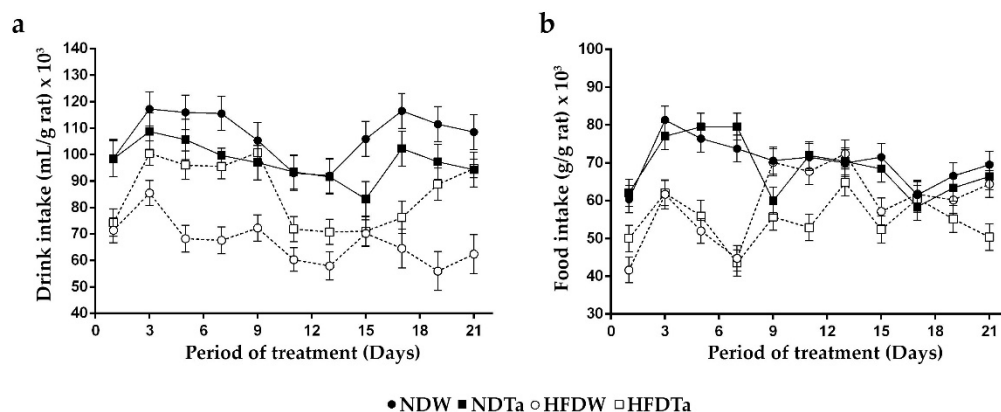 a
Drink intake (mL/g rat) x 10³
140
130
120
110
100
90
80
70
60
50
40
0 3 6 9 12 15 18 21
Period of treatment (Days)
b
Food intake (g/g rat) x 10³
100
90
80
70
60
50
40
30
0 3 6 9 12 15 18 21
Period of treatment (Days)
●NDW ■NDTa ○HFDW □HFDTa